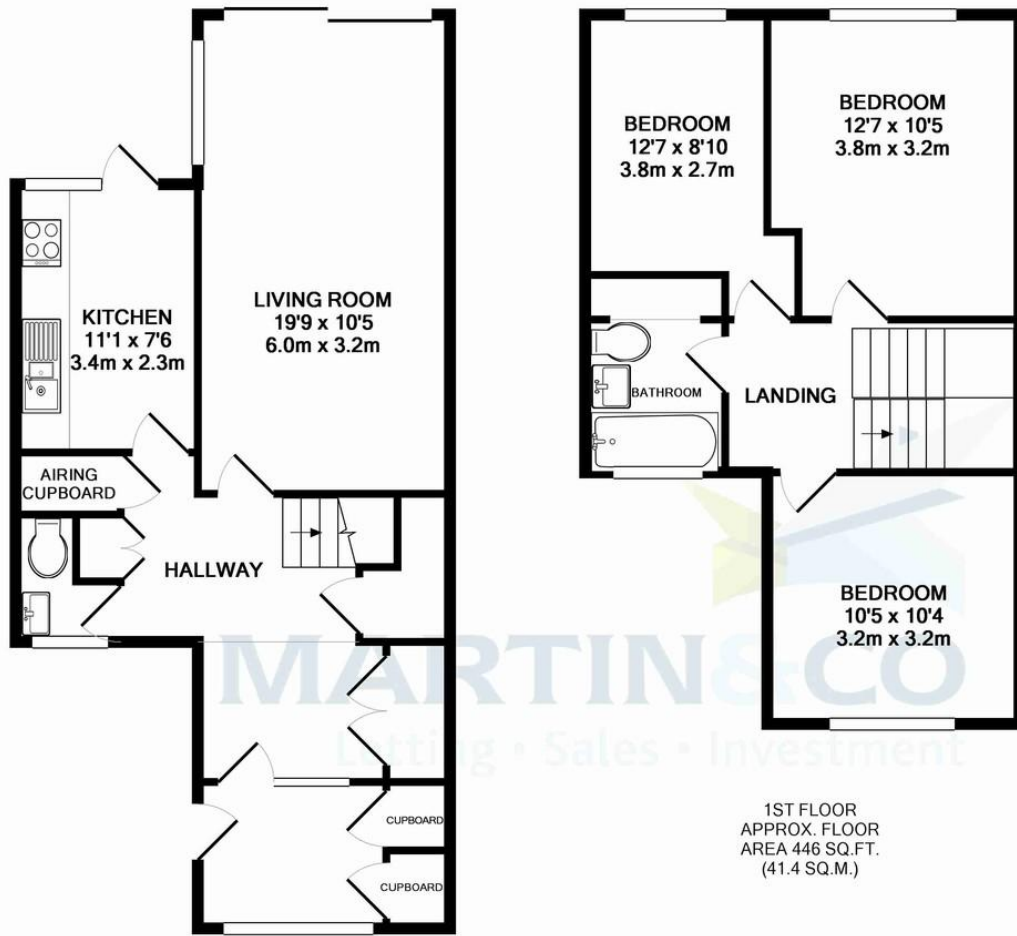 KITCHEN
11'1 x 7'6
3.4m x 2.3m
LIVING ROOM
19'9 x 10'5
6.0m x 3.2m
AIRING
CUPBOARD
HALLWAY
CUPBOARD
CUPBOARD
BEDROOM
12'7 x 8'10
3.8m x 2.7m
BEDROOM
12'7 x 10'5
3.8m x 3.2m
BATHROOM
LANDING
BEDROOM
10'5 x 10'4
3.2m x 3.2m
MARTIN&CO
Letting • Sales • Investment
1ST FLOOR
APPROX. FLOOR
AREA 446 SQ.FT.
(41.4 SQ.M.)